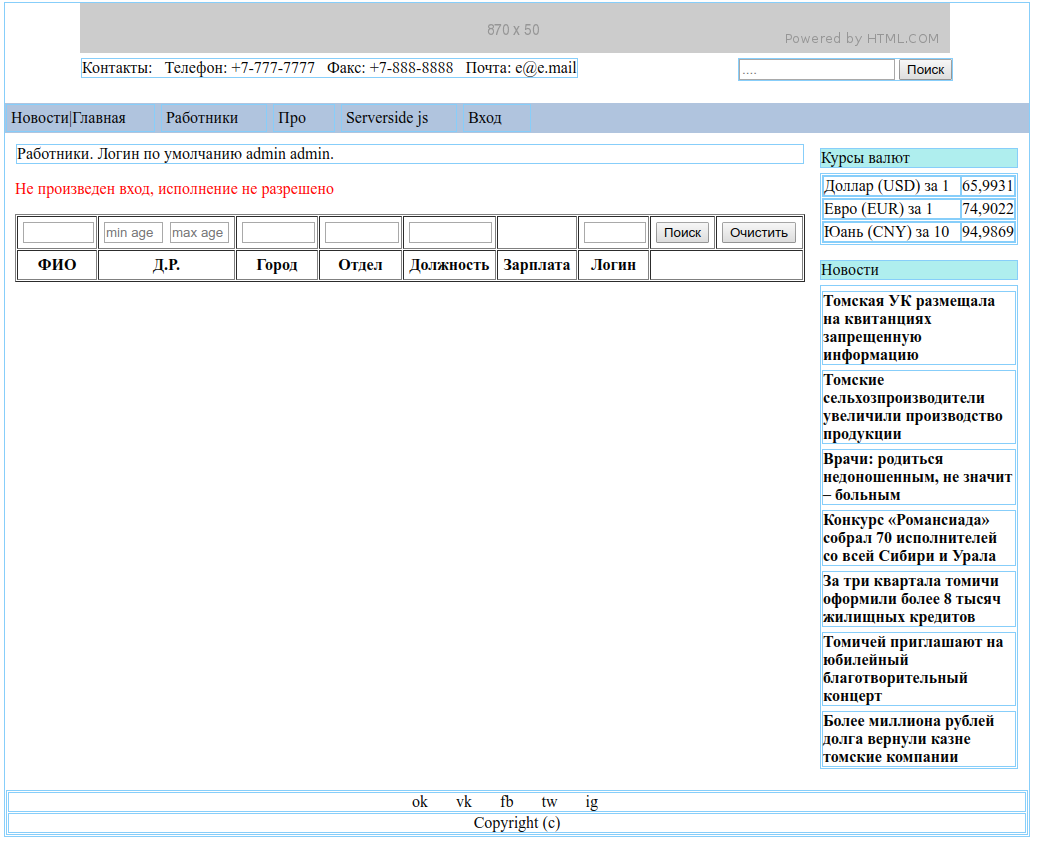 870 x 50
Powered by HTML.COM
Контакты: Телефон: +7-777-7777 Факс: +7-888-8888 Почта: e@e.mail
.... Поиск
Новости|Главная Работники Про Serverside js Вход
Работники. Логин по умолчанию admin admin.
Не произведен вход, исполнение не разрешено
min age max age Поиск Очистить
ФИО Д.Р. Город Отдел Должность Зарплата Логин
Курсы валют
Доллар (USD) за 1 65,9931
Евро (EUR) за 1 74,9022
Юань (CNY) за 10 94,9869
Новости
Томская УК размещала
на квитанциях
запрещенную
информацию
Томские
сельхозпроизводители
увеличили производство
продукции
Врачи: родиться
недоношенным, не значит
– больным
Конкурс «Романсиада»
собрал 70 исполнителей
со всей Сибири и Урала
За три квартала томичи
оформили более 8 тысяч
жилищных кредитов
Томичей приглашают на
юбилейный
благотворительный
концерт
Более миллиона рублей
долга вернули казне
томские компании
ok vk fb tw ig
Copyright (c)